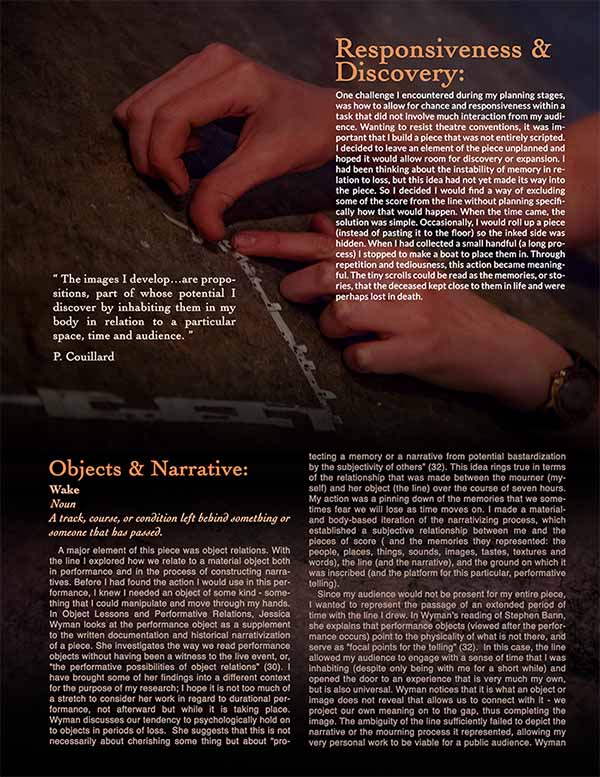 Responsiveness &
Discovery:
One challenge I encountered during my planning stages,
was how to allow for chance and responsiveness within a
task that did not involve much interaction from my audi-
ence. Wanting to resist theatre conventions, it was im-
portant that I build a piece that was not entirely scripted.
I decided to leave an element of the piece unplanned and
hoped it would allow room for discovery or expansion. I
had been thinking about the instability of memory in re-
lation to loss, but this idea had not yet made its way into
the piece. So I decided I would find a way of excluding
some of the score from the line without planning specifi-
cally how that would happen. When the time came, the
solution was simple. Occasionally, I would roll up a piece
(instead of pasting it to the floor) so the inked side was
hidden. When I had collected a small handful (a long pro-
cess) I stopped to make a boat to place them in. Through
repetition and tediousness, this action became meaning-
ful. The tiny scrolls could be read as the memories, or sto-
ries, that the deceased kept close to them in life and were
perhaps lost in death.
“ The images I develop…are propo-
sitions, part of whose potential I
discover by inhabiting them in my
body in relation to a particular
space, time and audience. ”
P. Couillard
Objects & Narrative:
Wake
Noun
A track, course, or condition left behind something or
someone that has passed.
A major element of this piece was object relations. With
the line I explored how we relate to a material object both
in performance and in the process of constructing narra-
tives. Before I had found the action I would use in this per-
formance, I knew I needed an object of some kind - some-
thing that I could manipulate and move through my hands.
In Object Lessons and Performative Relations, Jessica
Wyman looks at the performance object as a supplement
to the written documentation and historical narrativization
of a piece. She investigates the way we read performance
objects without having been a witness to the live event, or,
“the performative possibilities of object relations” (30). I
have brought some of her findings into a different context
for the purpose of my research; I hope it is not too much of
a stretch to consider her work in regard to durational per-
formance, not afterward but while it is taking place.
Wyman discusses our tendency to psychologically hold on
to objects in periods of loss. She suggests that this is not
necessarily about cherishing some thing but about “pro-
tecting a memory or a narrative from potential bastardization
by the subjectivity of others” (32). This idea rings true in terms
of the relationship that was made between the mourner (my-
self) and her object (the line) over the course of seven hours.
My action was a pinning down of the memories that we some-
times fear we will lose as time moves on. I made a material-
and body-based iteration of the narrativizing process, which
established a subjective relationship between me and the
pieces of score ( and the memories they represented: the
people, places, things, sounds, images, tastes, textures and
words), the line (and the narrative), and the ground on which it
was inscribed (and the platform for this particular, performative
telling).
Since my audience would not be present for my entire piece,
I wanted to represent the passage of an extended period of
time with the line I drew. In Wyman's reading of Stephen Bann,
she explains that performance objects (viewed after the perfor-
mance occurs) point to the physicality of what is not there, and
serve as “focal points for the telling” (32). In this case, the line
allowed my audience to engage with a sense of time that I was
inhabiting (despite only being with me for a short while) and
opened the door to an experience that is very much my own,
but is also universal. Wyman notices that it is what an object or
image does not reveal that allows us to connect with it - we
project our own meaning on to the gap, thus completing the
image. The ambiguity of the line sufficiently failed to depict the
narrative or the mourning process it represented, allowing my
very personal work to be viable for a public audience. Wyman